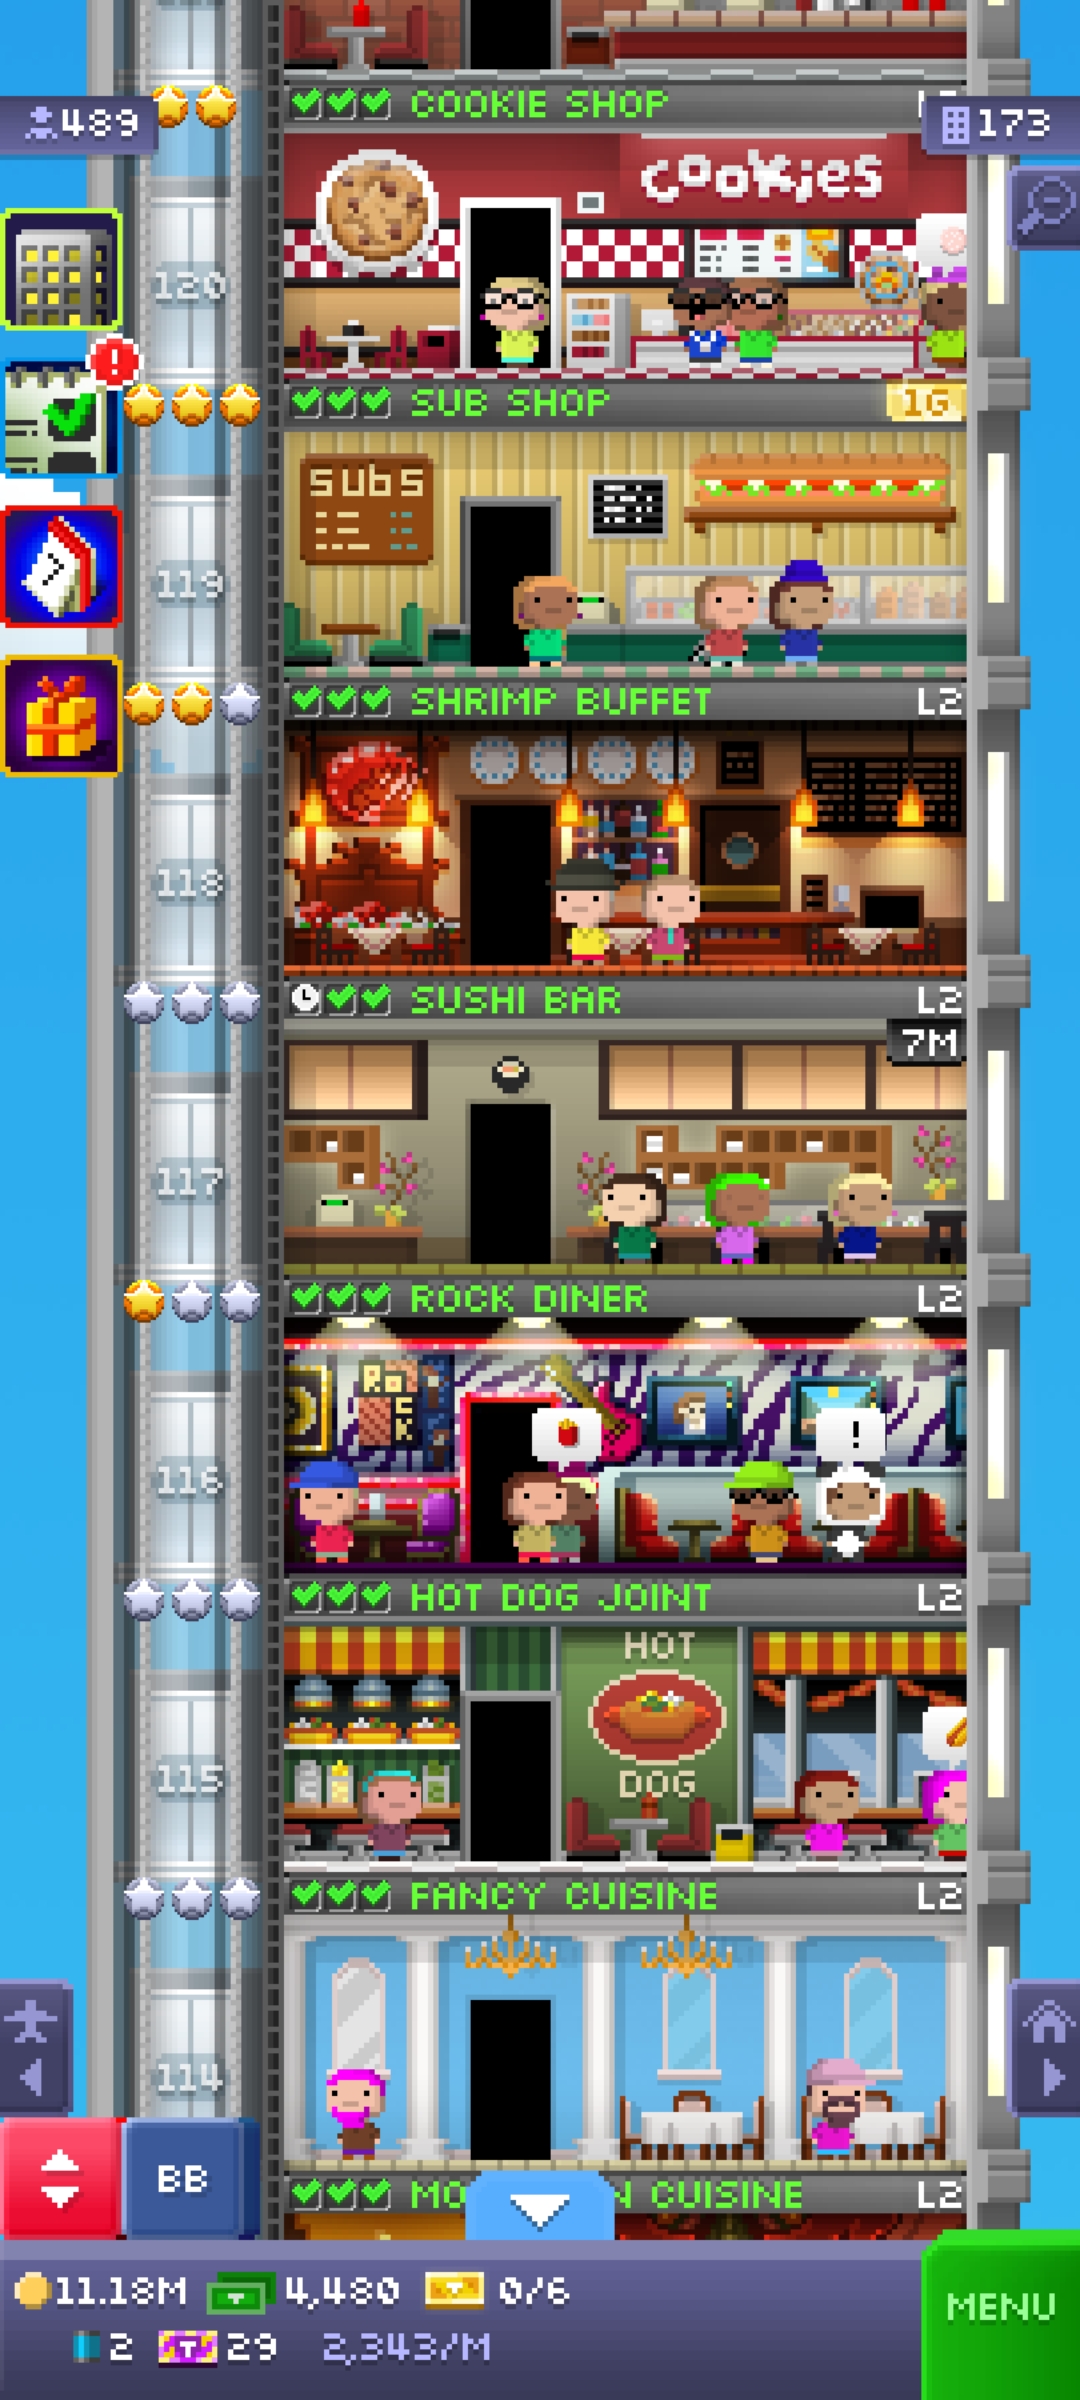 COOKIE SHOP
489
173
cookies
120
SUB SHOP
1G
subs
119
7
SHRIMP BUFFET
L2
118
SUSHI BAR
L2
7M
117
ROCK DINER
L2
ROCK
!
116
HOT DOG JOINT
L2
HOT
DOG
115
FANCY CUISINE
L2
114
BB
CUISINE
L2
11.18M
4,480
0/6
MENU
2
29
2,343/M